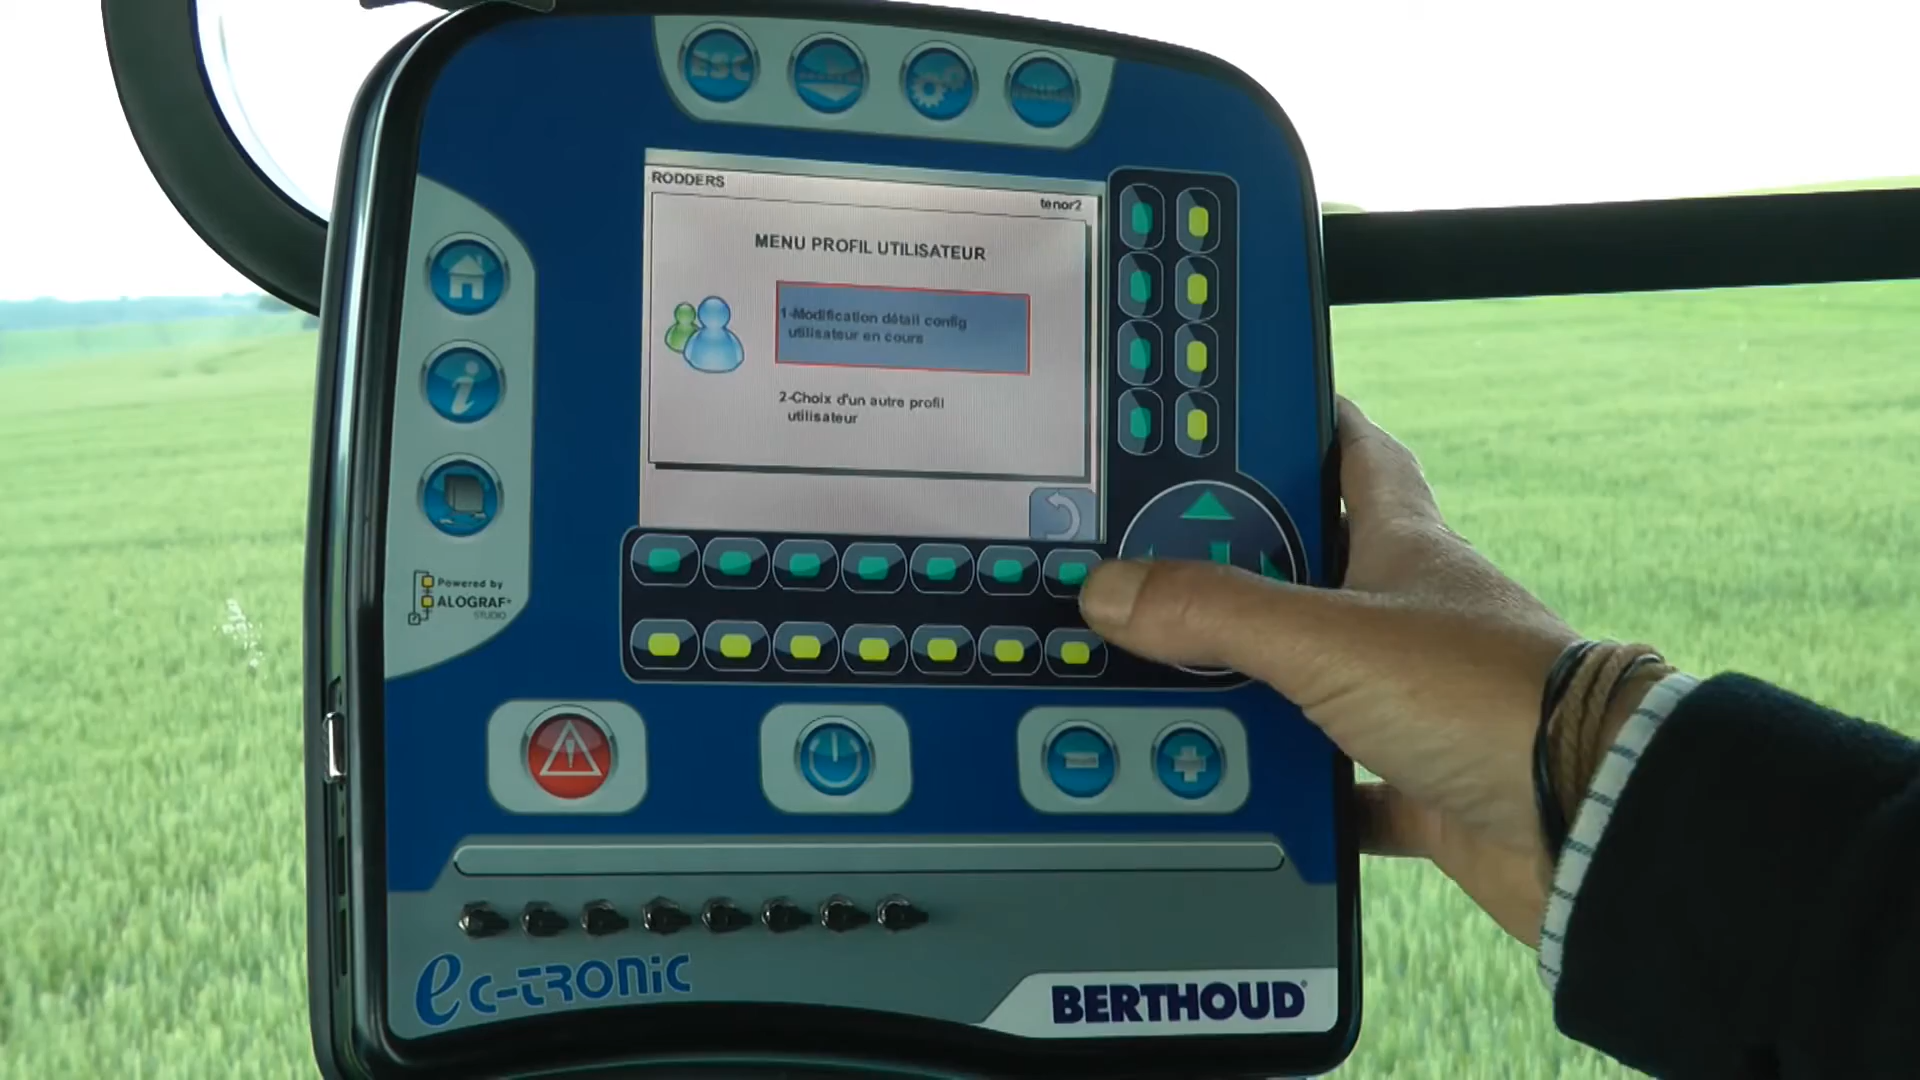 ESC
RODDERS
tenor2
MENU PROFIL UTILISATEUR
1-Modification détail config
utilisateur en cours
2-Choix d'un autre profil
utilisateur
Powered by
ALOGRAF
STUDIO
ec-tronic
BERTHOUD